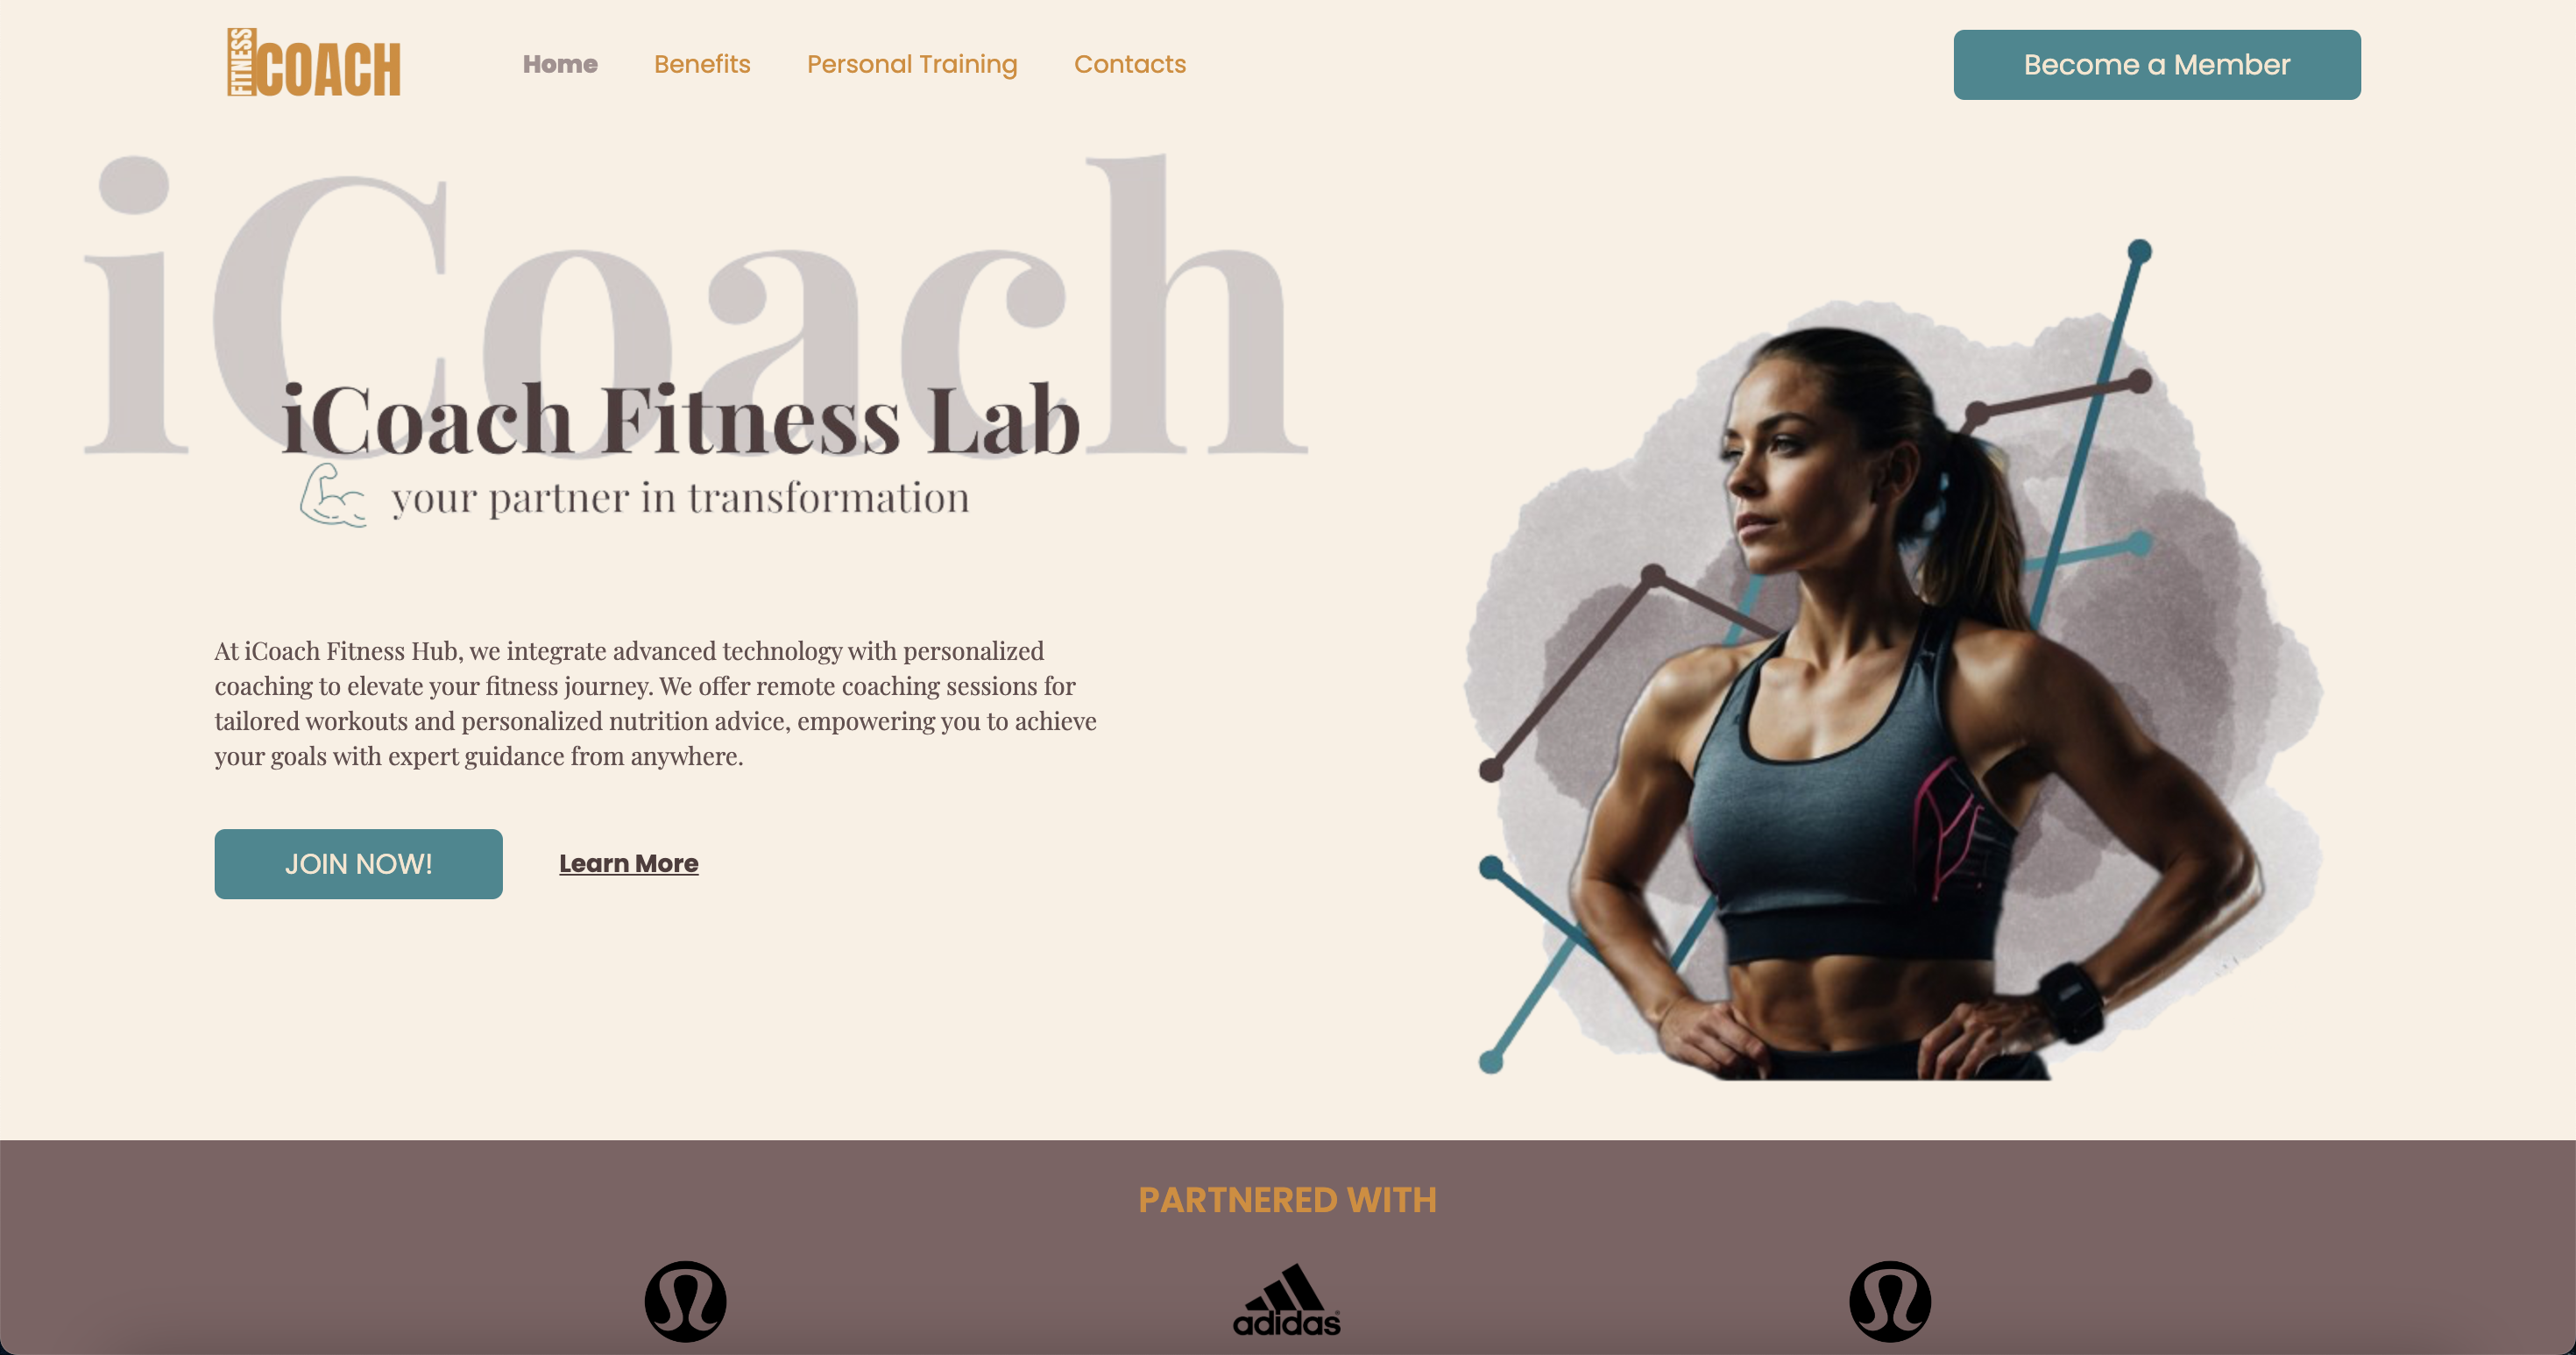 FITNESS COACH
Home Benefits Personal Training Contacts
Become a Member
iCoach
iCoach Fitness Lab
your partner in transformation
At iCoach Fitness Hub, we integrate advanced technology with personalized
coaching to elevate your fitness journey. We offer remote coaching sessions for
tailored workouts and personalized nutrition advice, empowering you to achieve
your goals with expert guidance from anywhere.
JOIN NOW! Learn More
PARTNERED WITH
adidas